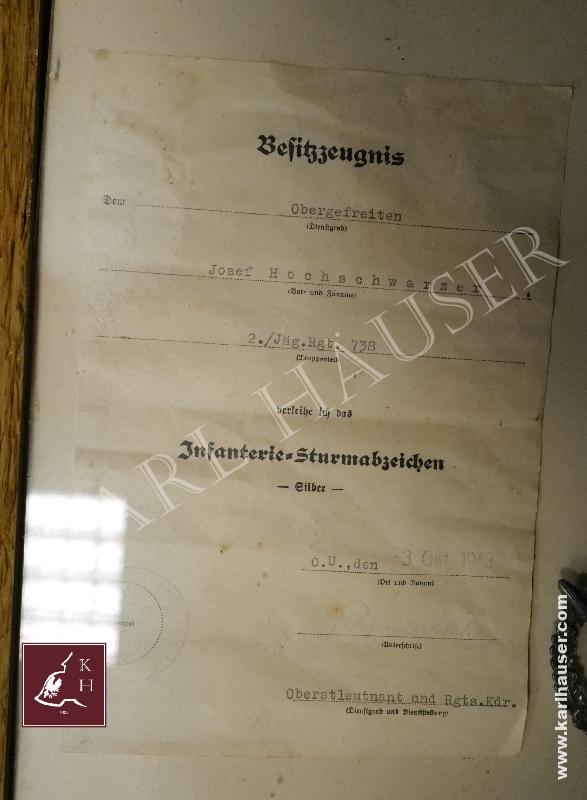 Besitzzeugnis
Dem
Obergefreiten
(Dienstgrad)
Josef Hochschwarzer,
(Vor- und Zuname)
2./Jäg.Rgt. 738
(Truppenteil)
verleihe ich das
Infanterie-Sturmabzeichen
— Silber —
O.U., den 3 Okt 1943
(Ort und Datum)
(Unterschrift)
Oberstleutnant und Rgts.Kdr.
(Dienstgrad und Dienststellung)
KARL HÄUSER
K
H
www.karlhauser.com